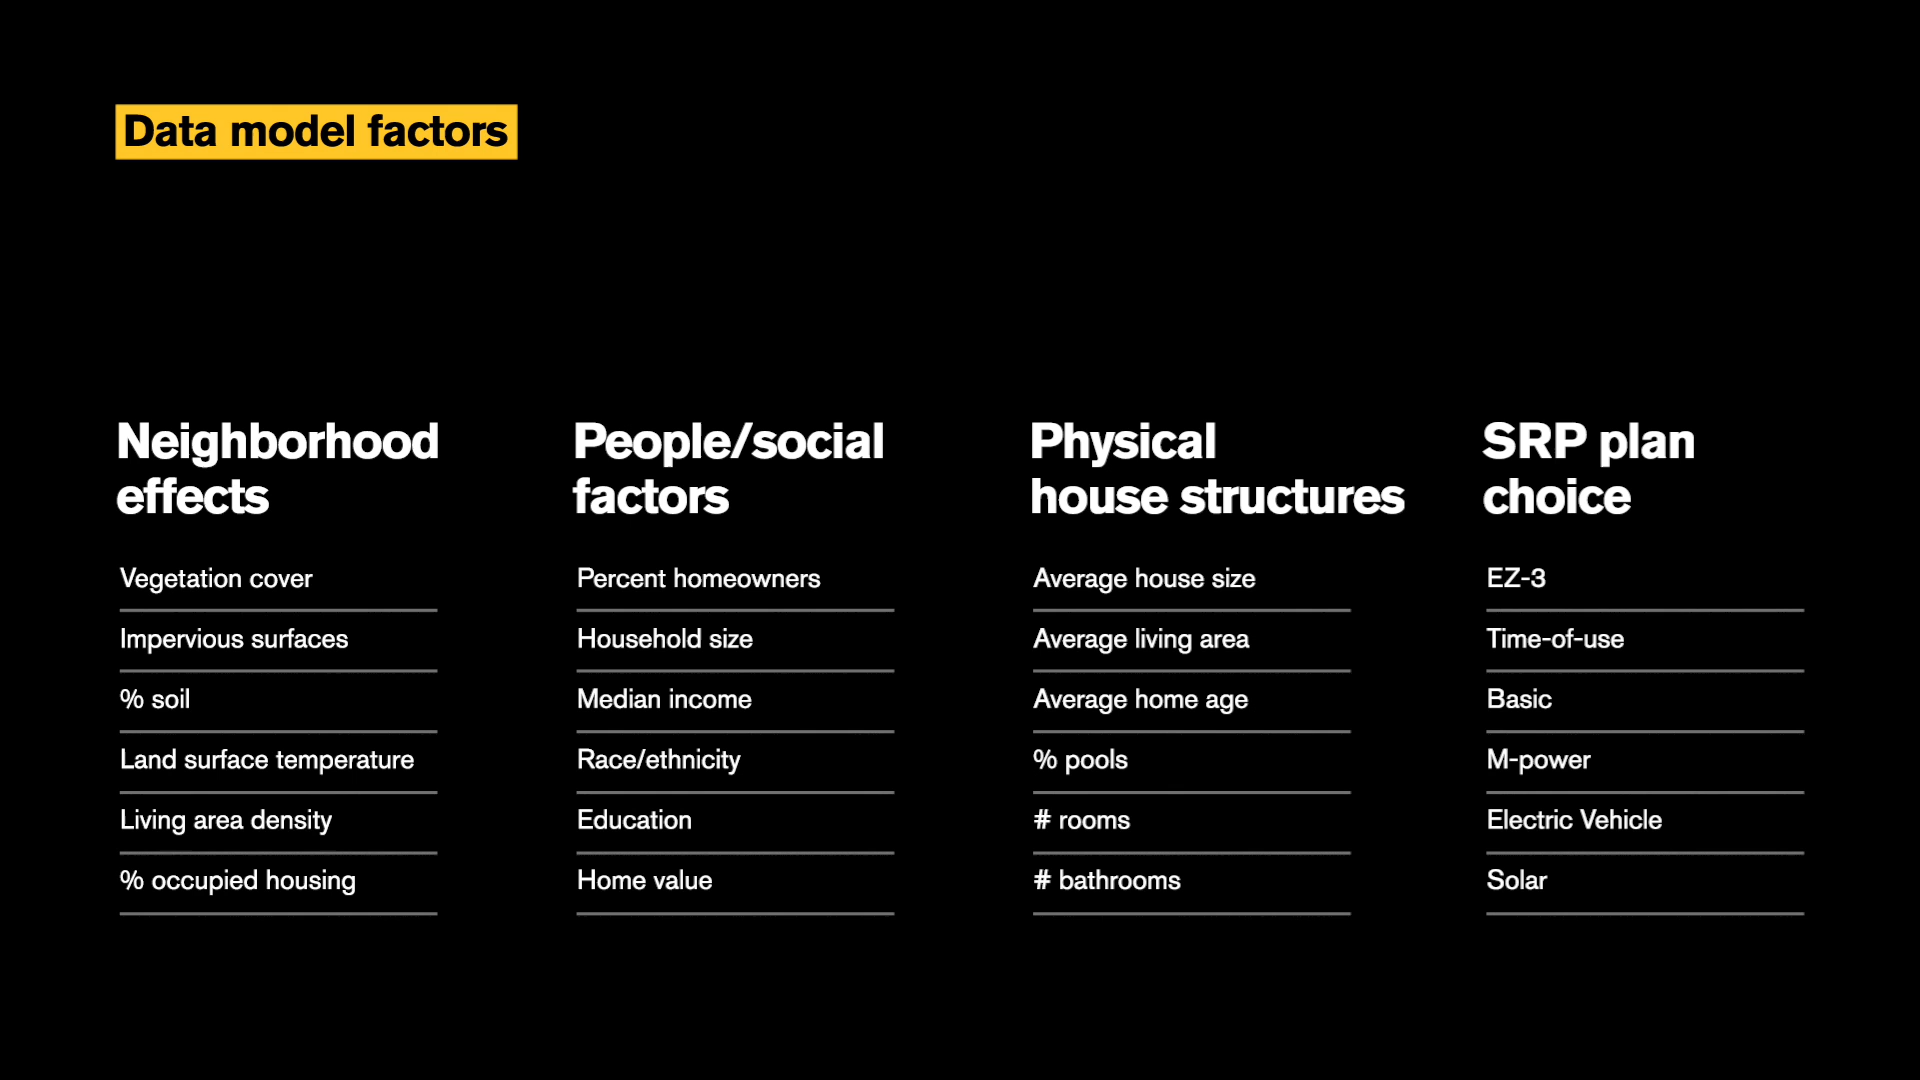 Data model factors
Neighborhood
effects
Vegetation cover
Impervious surfaces
% soil
Land surface temperature
Living area density
% occupied housing
People/social
factors
Percent homeowners
Household size
Median income
Race/ethnicity
Education
Home value
Physical
house structures
Average house size
Average living area
Average home age
% pools
# rooms
# bathrooms
SRP plan
choice
EZ-3
Time-of-use
Basic
M-power
Electric Vehicle
Solar